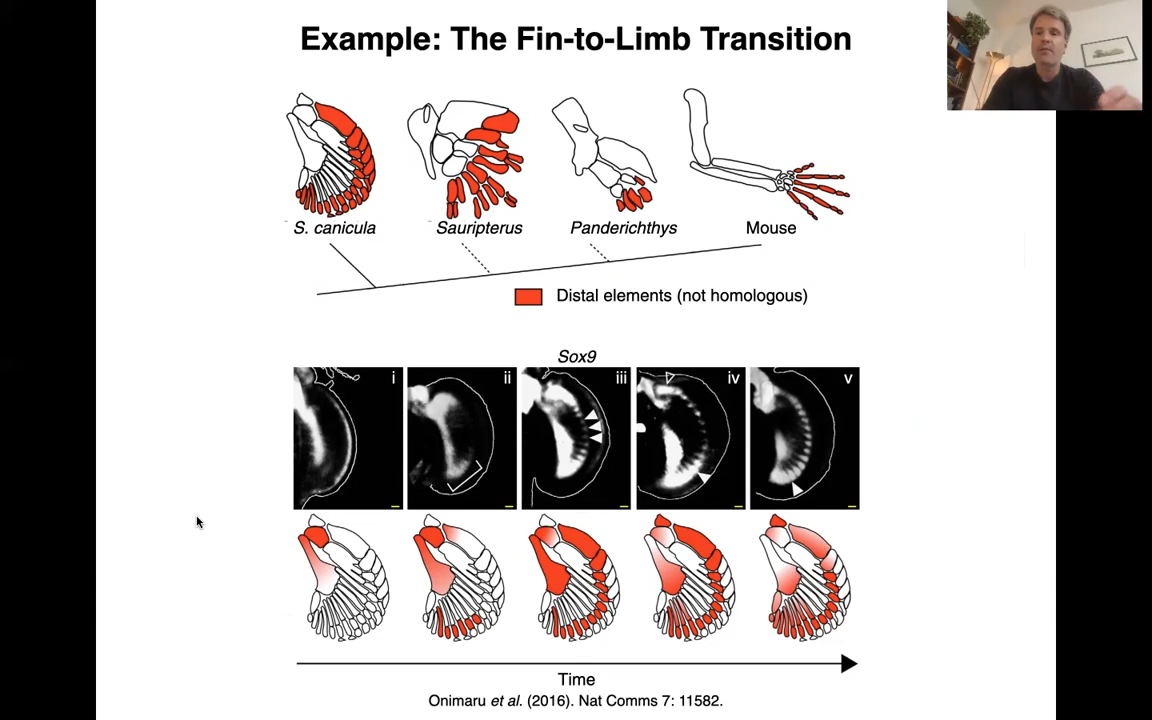 Example: The Fin-to-Limb Transition
S. canicula
Sauripterus
Panderichthys
Mouse
Distal elements (not homologous)
Sox9
i
ii
iii
iv
v
Time
Onimaru et al. (2016). Nat Comms 7: 11582.